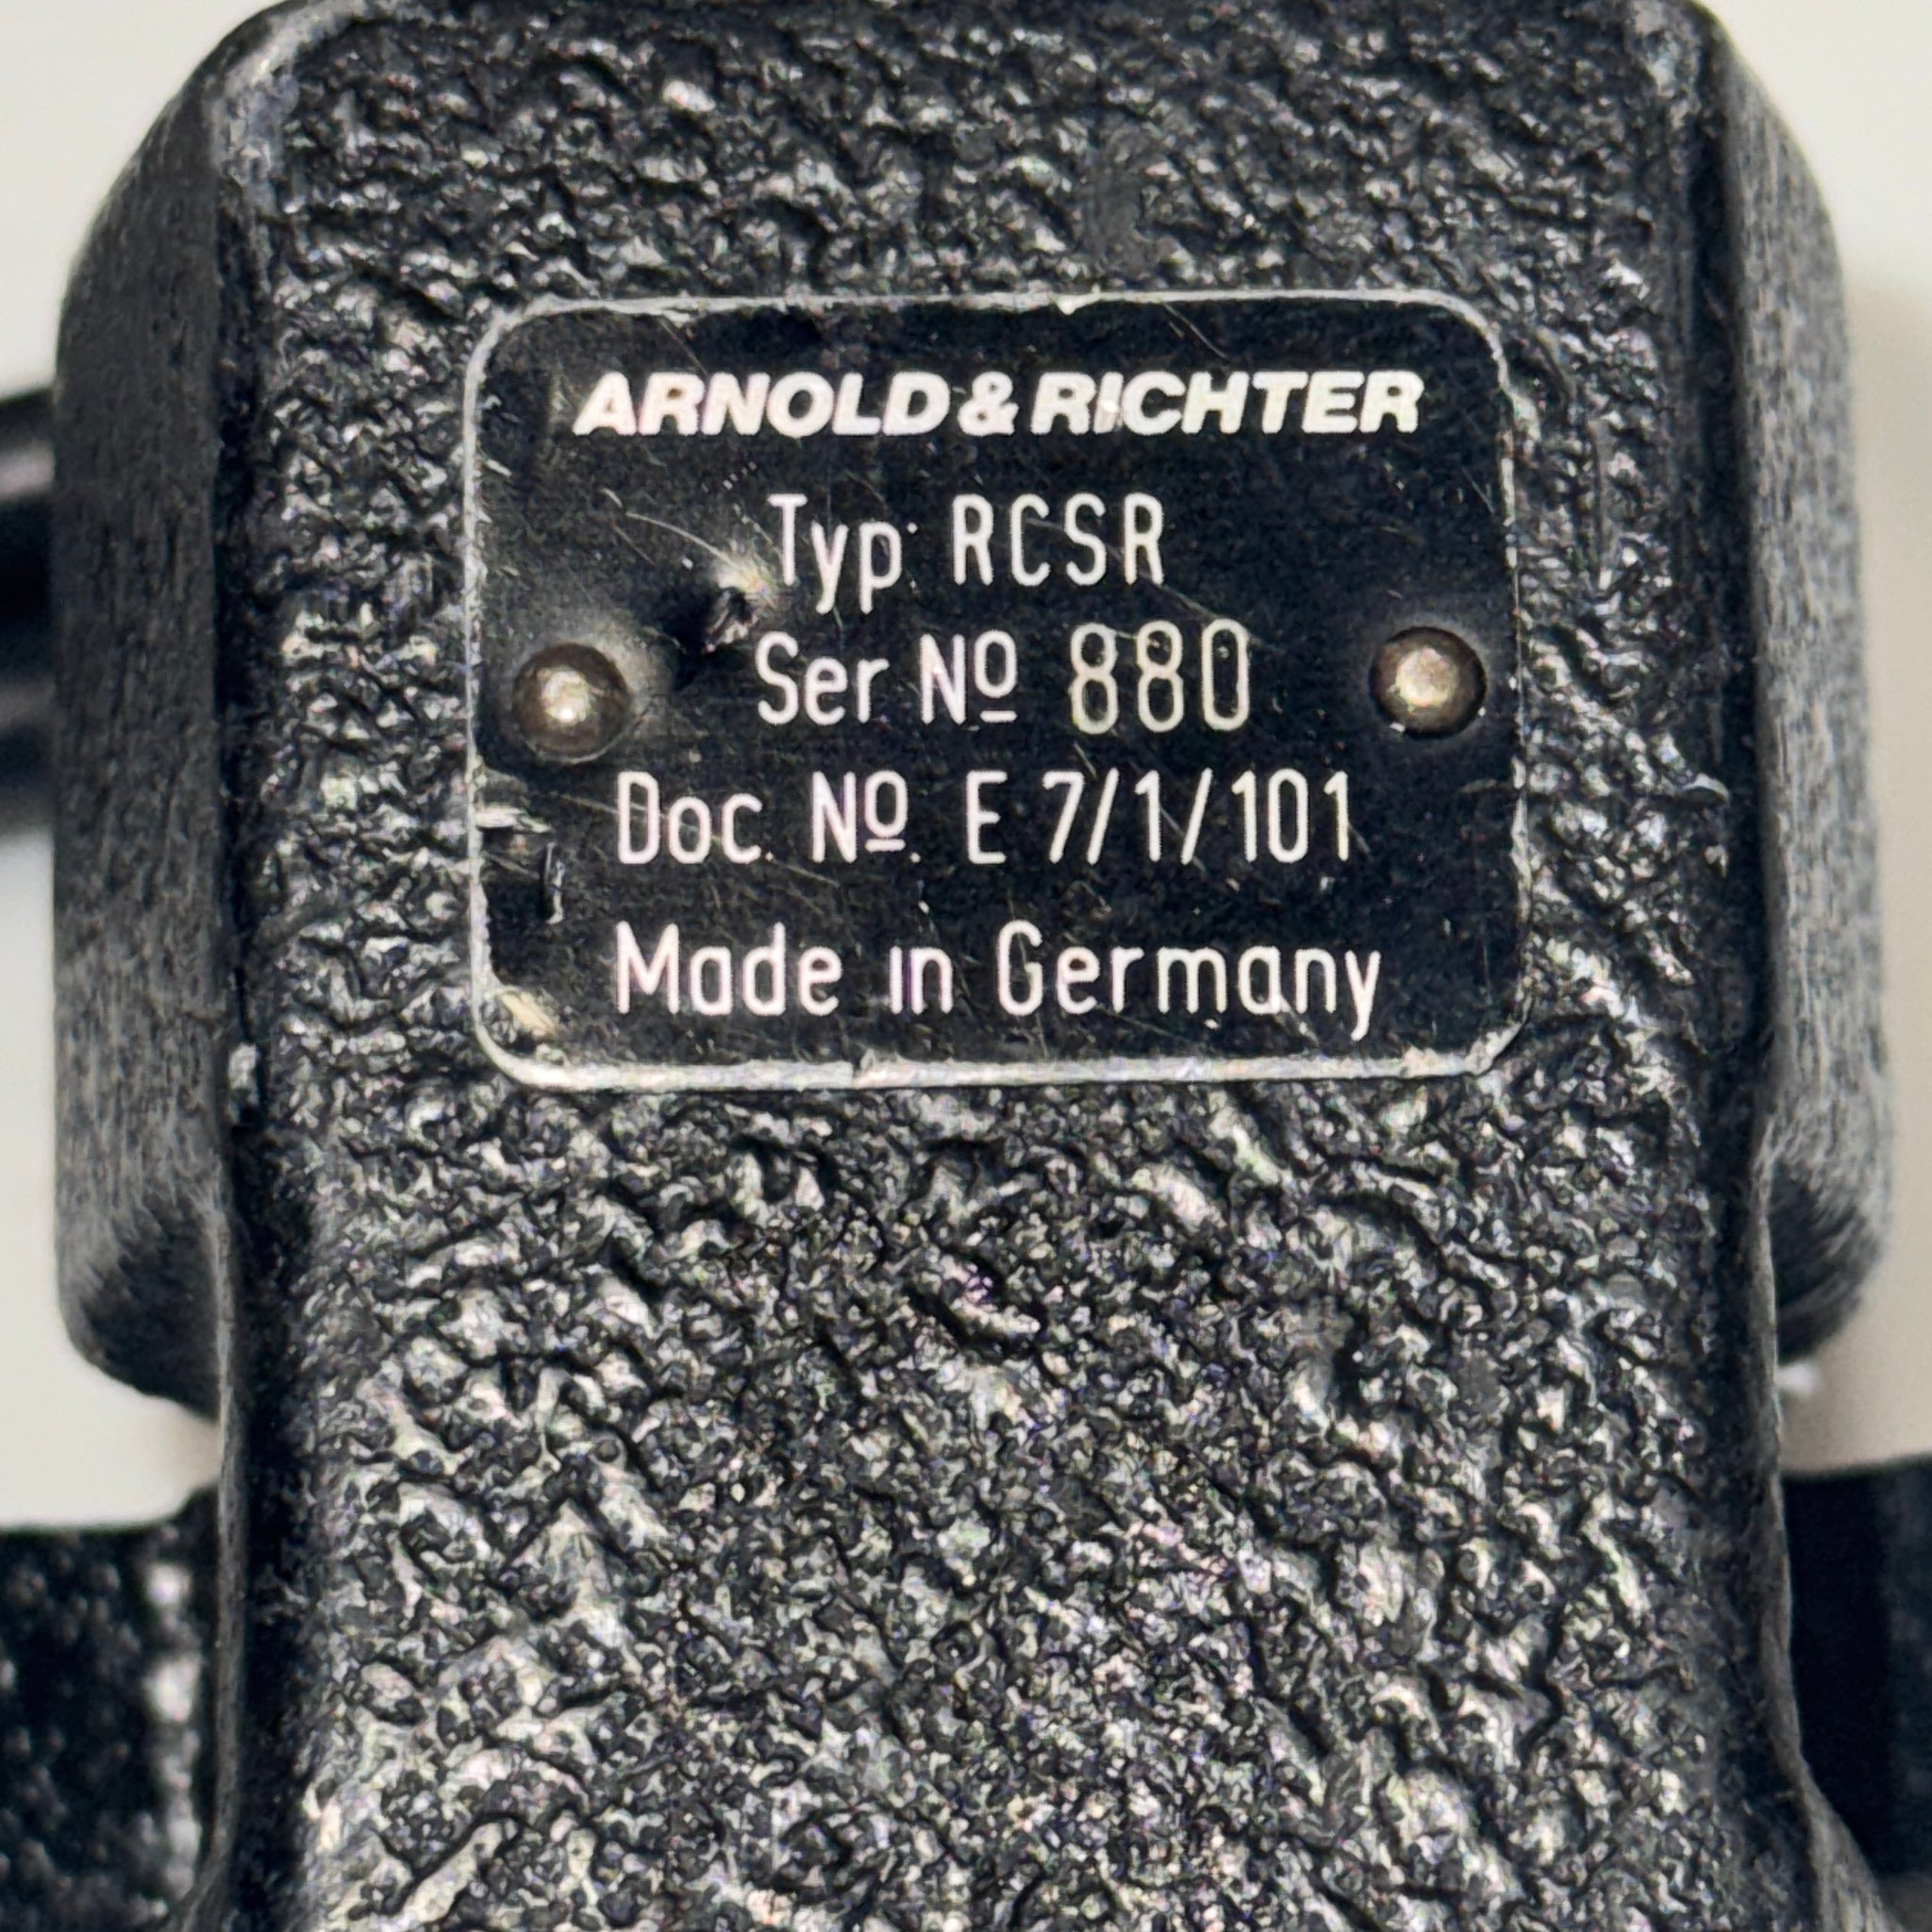 ARNOLD & RICHTER
Typ. RCSR
Ser. Nº 880
Doc. Nº. E 7/1/101
Made in Germany